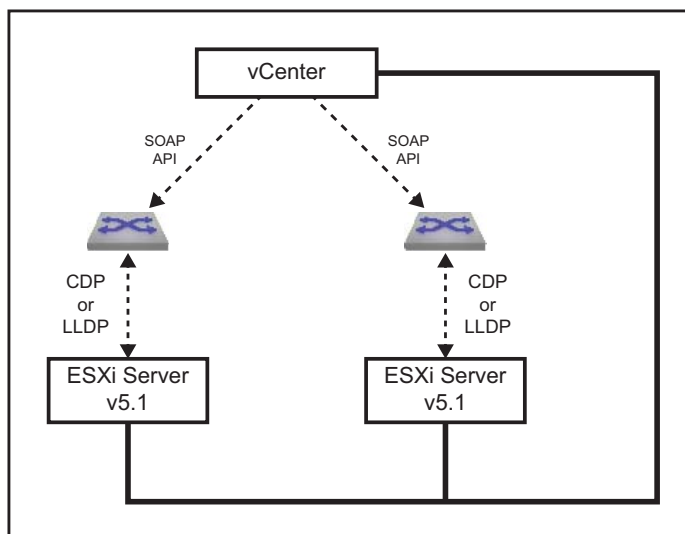 vCenter
SOAP
API
SOAP
API
CDP
or
LLDP
CDP
or
LLDP
ESXi Server
v5.1
ESXi Server
v5.1